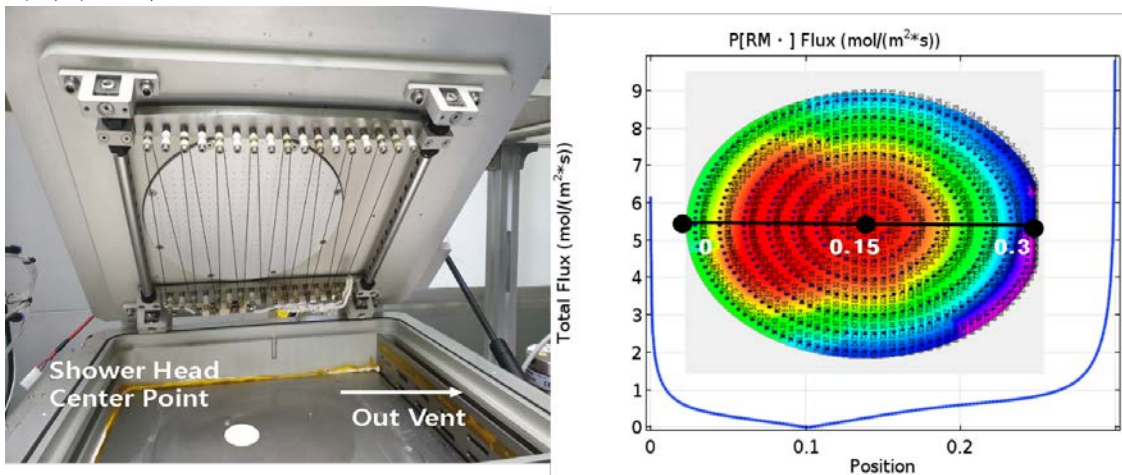 Shower Head
Center Point
Out Vent
P[RM · ] Flux (mol/(m²*s))
Total Flux (mol/(m²*s))
9
8
7
6
5
4
3
2
1
0
0 0.15 0.3
0 0.1 0.2
Position